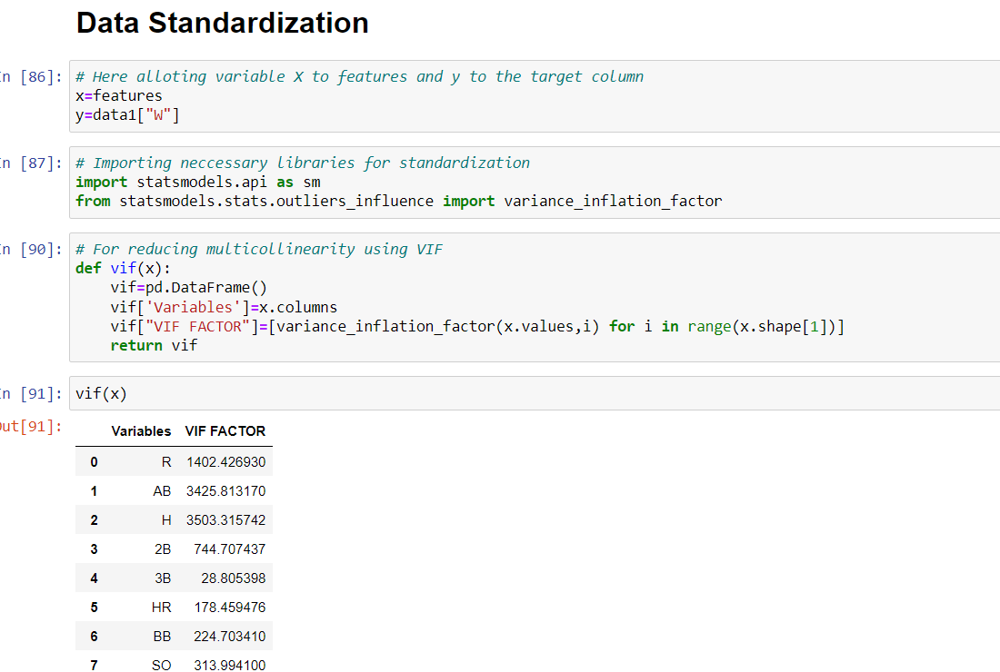 Data Standardization
n [86]: # Here alloting variable X to features and y to the target column
x=features
y=data1["W"]
n [87]: # Importing neccessary libraries for standardization
import statsmodels.api as sm
from statsmodels.stats.outliers_influence import variance_inflation_factor
n [90]: # For reducing multicollinearity using VIF
def vif(x):
    vif=pd.DataFrame()
    vif['Variables']=x.columns
    vif["VIF FACTOR"]=[variance_inflation_factor(x.values,i) for i in range(x.shape[1])]
    return vif
n [91]: vif(x)
out[91]:
Variables VIF FACTOR
0 R 1402.426930
1 AB 3425.813170
2 H 3503.315742
3 2B 744.707437
4 3B 28.805398
5 HR 178.459476
6 BB 224.703410
7 SO 313.994100